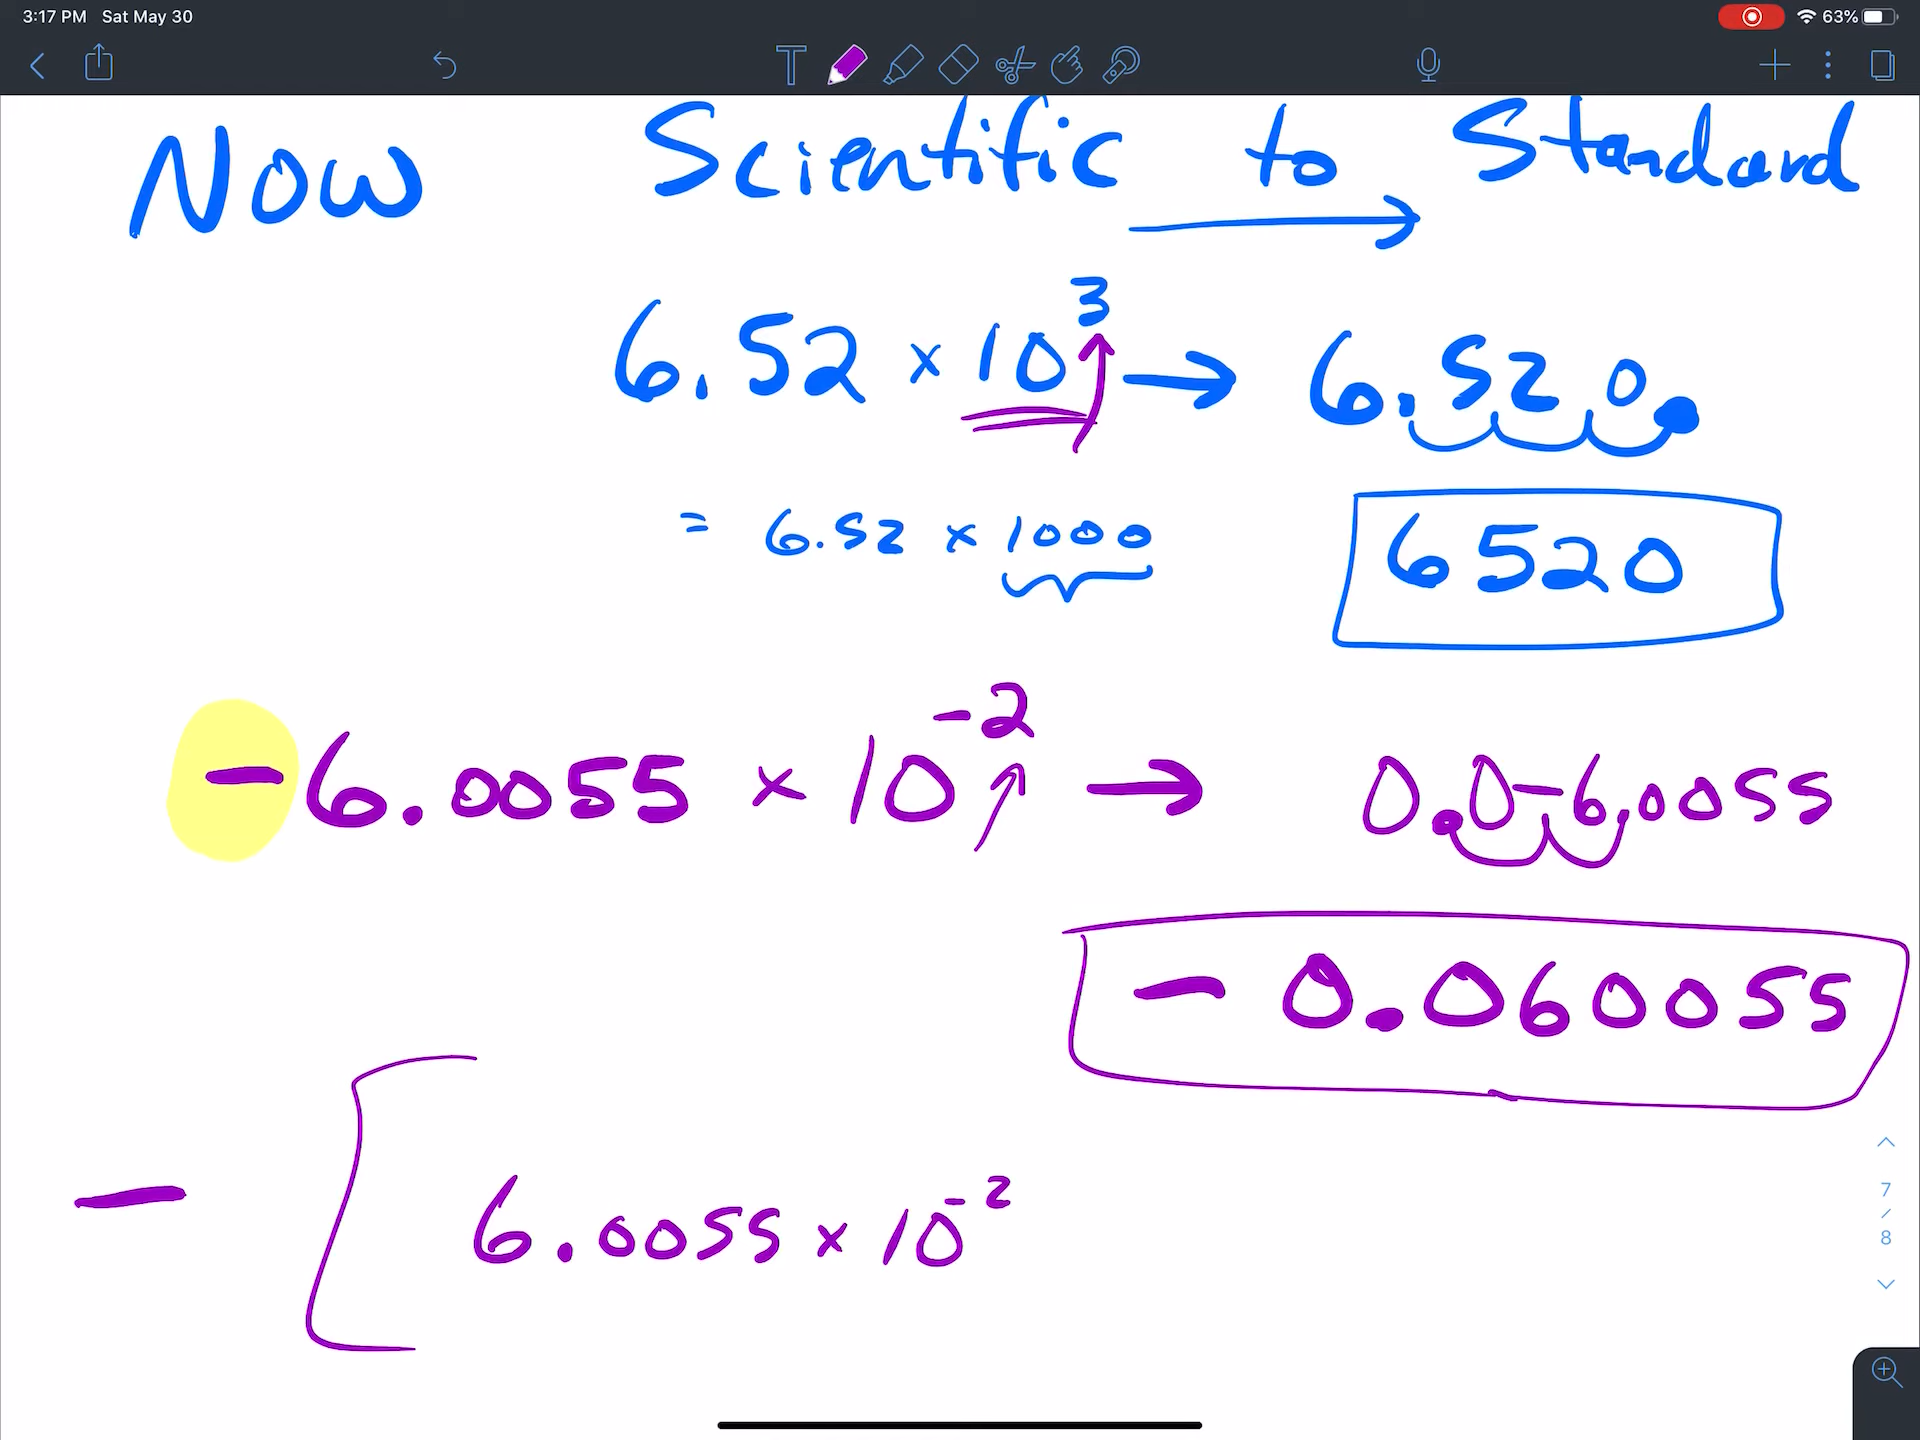 3:17 PM Sat May 30
63%
T
Now Scientific to Standard
6.52 × 10³ → 6.520.
= 6.52 × 1000
6520
-6.0055 × 10⁻² → 0.0-6.0055
-0.060055
- [ 6.0055 × 10⁻²
7
/
8